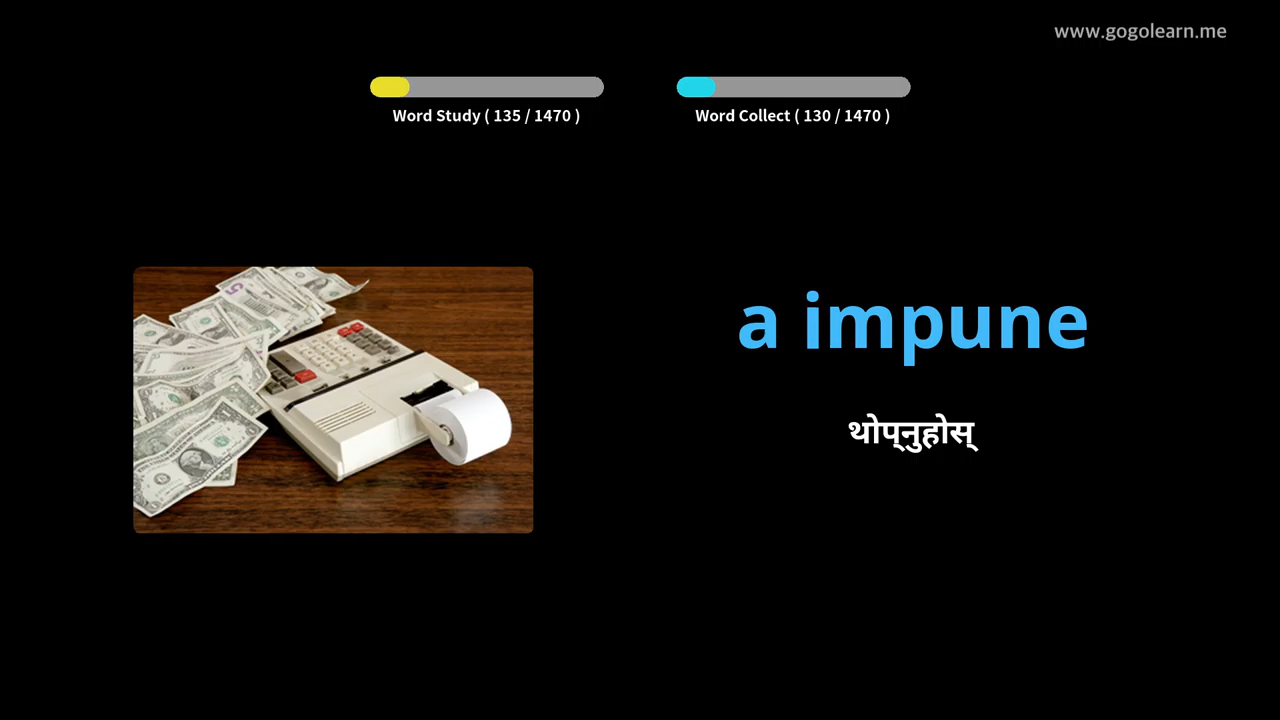 www.gogolearn.me
Word Study ( 135 / 1470 )
Word Collect ( 130 / 1470 )
a impune
थोप्नुहोस्